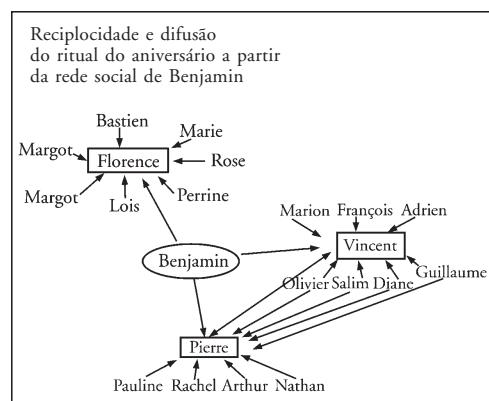 Reciplocidade e difusão
do ritual do aniversário a partir
da rede social de Benjamin
Bastien
Marie
Margot
Florence
Rose
Margot
Lois
Perrine
Marion François Adrien
Vincent
Benjamin
Olivier Salim Diane Guillaume
Pierre
Pauline Rachel Arthur Nathan